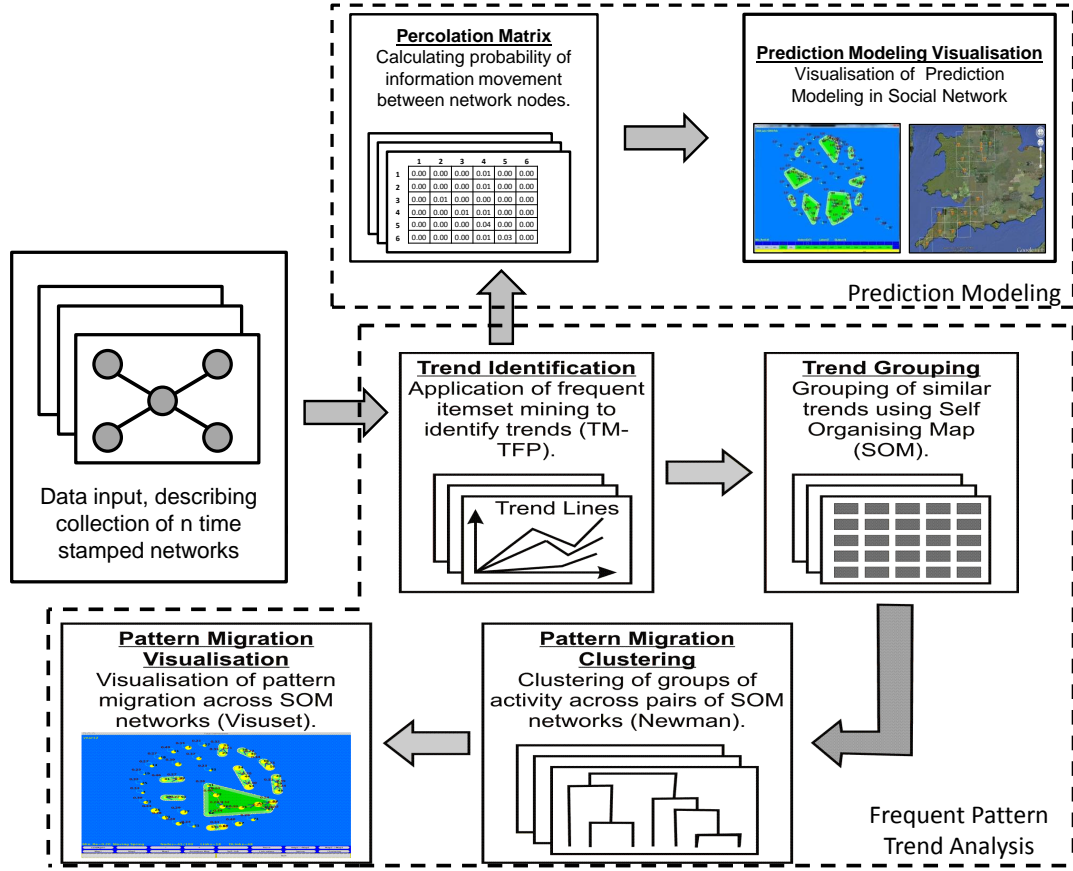 Percolation Matrix
Calculating probability of
information movement
between network nodes.
1 2 3 4 5 6
1 0.00 0.00 0.00 0.01 0.00 0.00
2 0.00 0.00 0.00 0.01 0.00 0.00
3 0.00 0.01 0.00 0.00 0.00 0.00
4 0.00 0.00 0.01 0.01 0.00 0.00
5 0.00 0.00 0.00 0.04 0.00 0.00
6 0.00 0.00 0.00 0.01 0.03 0.00
Prediction Modeling Visualisation
Visualisation of Prediction
Modeling in Social Network
Prediction Modeling
Data input, describing
collection of n time
stamped networks
Trend Identification
Application of frequent
itemset mining to
identify trends (TM-
TFP).
Trend Lines
Trend Grouping
Grouping of similar
trends using Self
Organising Map
(SOM).
Pattern Migration
Visualisation
Visualisation of pattern
migration across SOM
networks (Visuset).
Pattern Migration
Clustering
Clustering of groups of
activity across pairs of SOM
networks (Newman).
Frequent Pattern
Trend Analysis